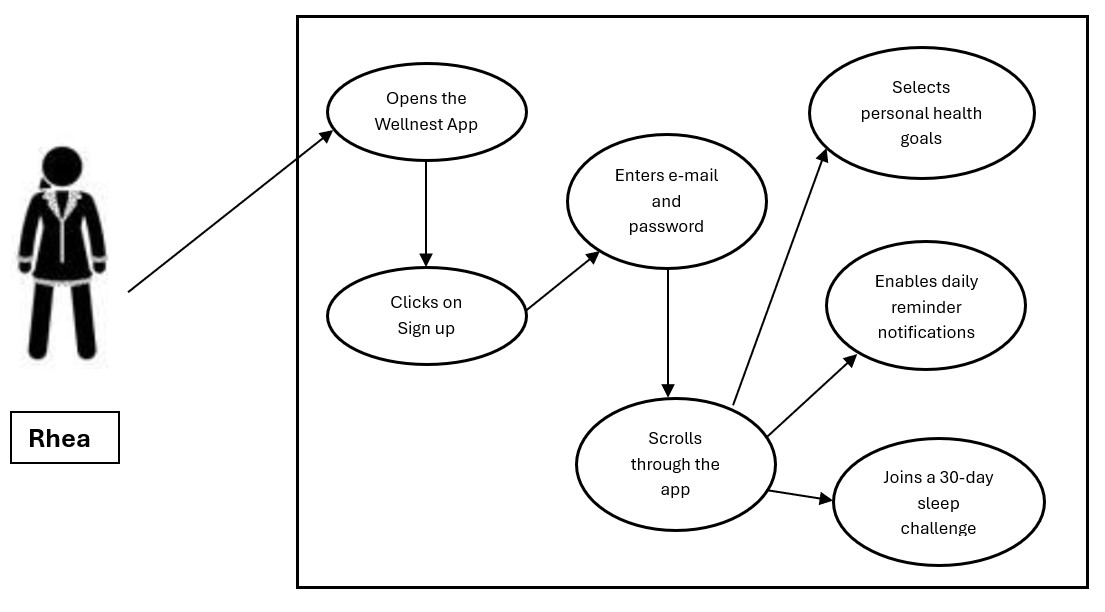 Rhea
Opens the
Wellnest App
Clicks on
Sign up
Enters e-mail
and
password
Scrolls
through the
app
Selects
personal health
goals
Enables daily
reminder
notifications
Joins a 30-day
sleep
challenge